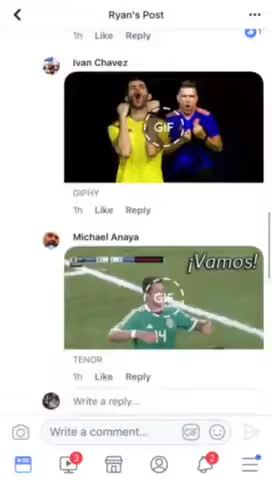 Ryan's Post
1h Like Reply
1
Ivan Chavez
GIF
GIPHY
1h Like Reply
Michael Anaya
¡Vamos!
GIF
14
TENOR
1h Like Reply
Write a reply...
Write a comment... GIF
3
2